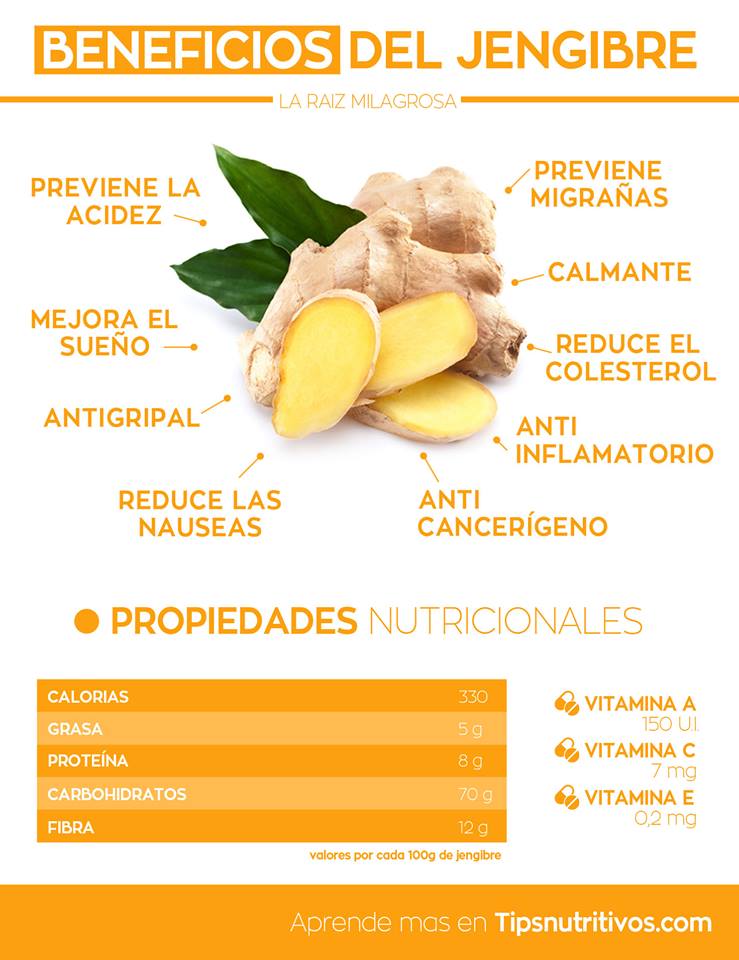 BENEFICIOS DEL JENGIBRE
LA RAIZ MILAGROSA
PREVIENE LA
ACIDEZ
MEJORA EL
SUEÑO
ANTIGRIPAL
REDUCE LAS
NAUSEAS
PREVIENE
MIGRAÑAS
CALMANTE
REDUCE EL
COLESTEROL
ANTI
INFLAMATORIO
ANTI
CANCERÍGENO
PROPIEDADES NUTRICIONALES
CALORIAS 330
GRASA 5 g
PROTEÍNA 8 g
CARBOHIDRATOS 70 g
FIBRA 12 g
valores por cada 100g de jengibre
VITAMINA A
150 U.I.
VITAMINA C
7 mg
VITAMINA E
0,2 mg
Aprende mas en Tipsnutritivos.com